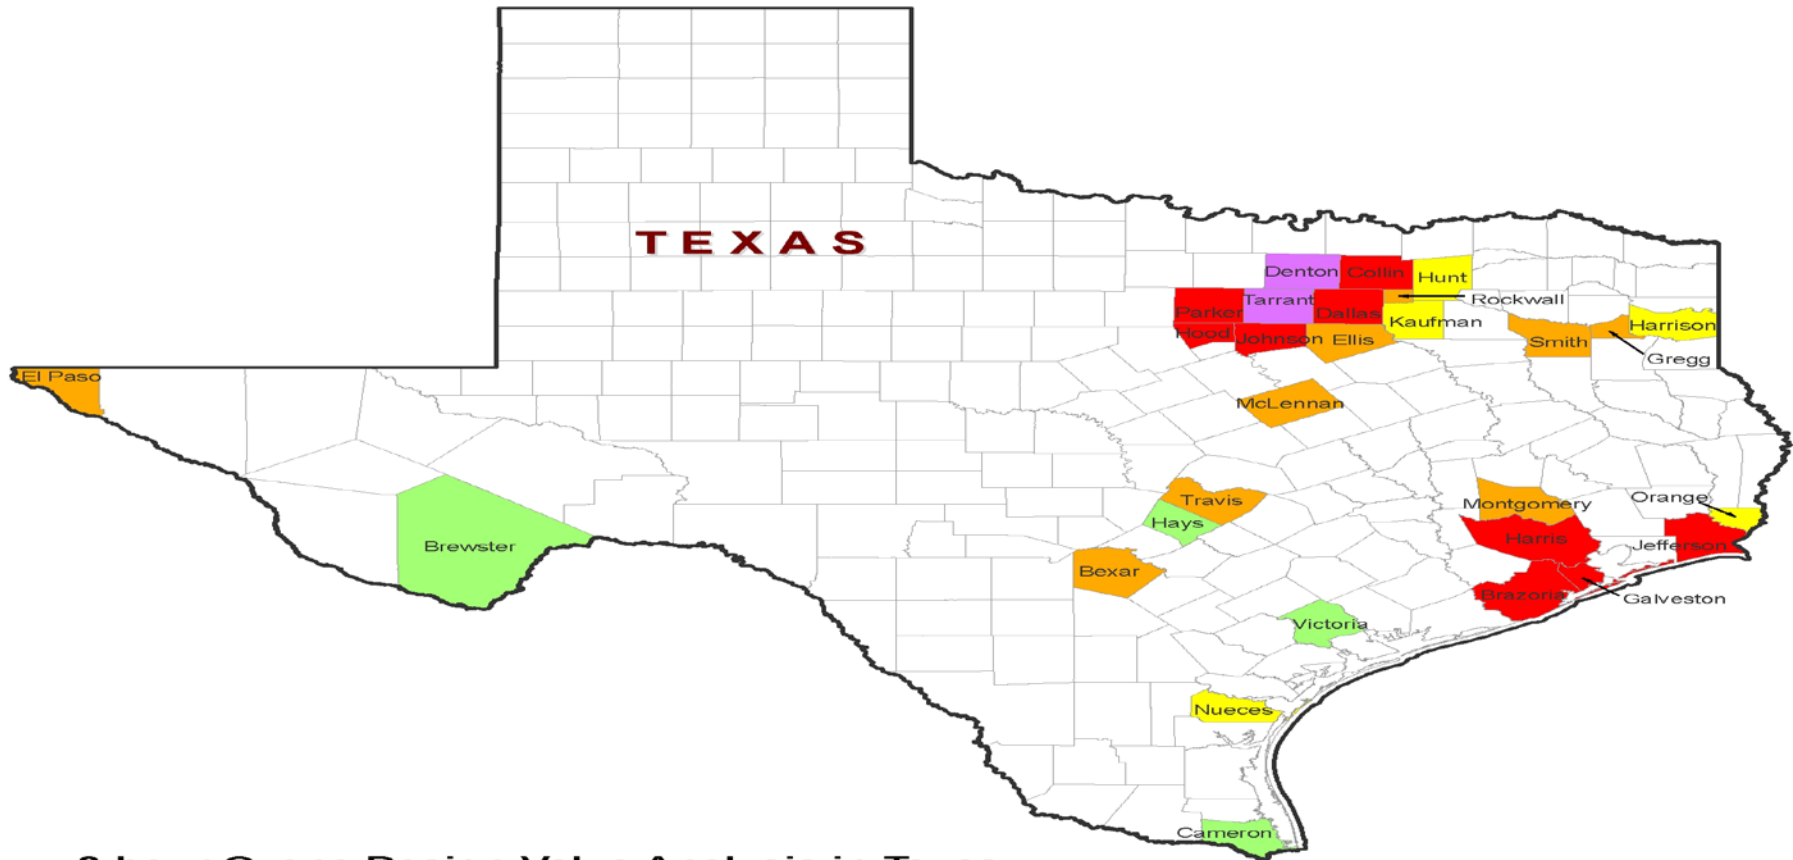 TEXAS
Denton
Collin
Hunt
Parker
Tarrant
Dallas
Rockwall
Kaufman
Harrison
Hood
Johnson
Ellis
Smith
Gregg
El Paso
McLennan
Travis
Montgomery
Orange
Hays
Brewster
Harris
Jefferson
Bexar
Brazoria
Galveston
Victoria
Nueces
Cameron